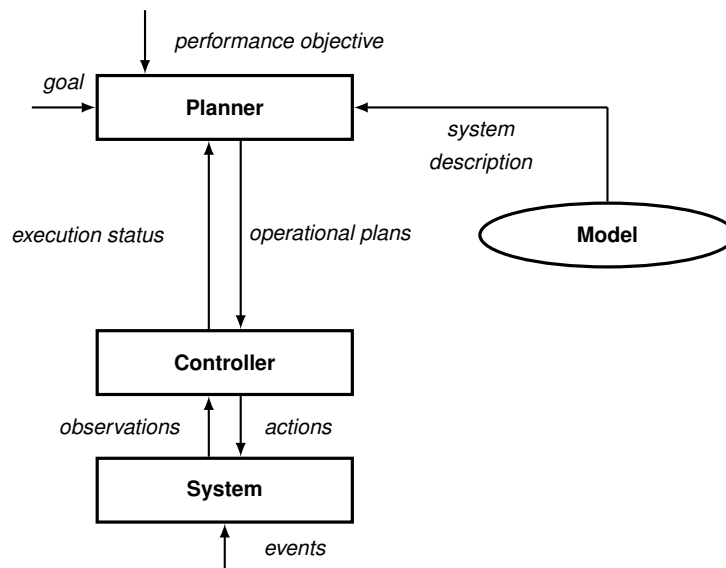 performance objective
goal
Planner
system
description
execution status
operational plans
Model
Controller
observations
actions
System
events